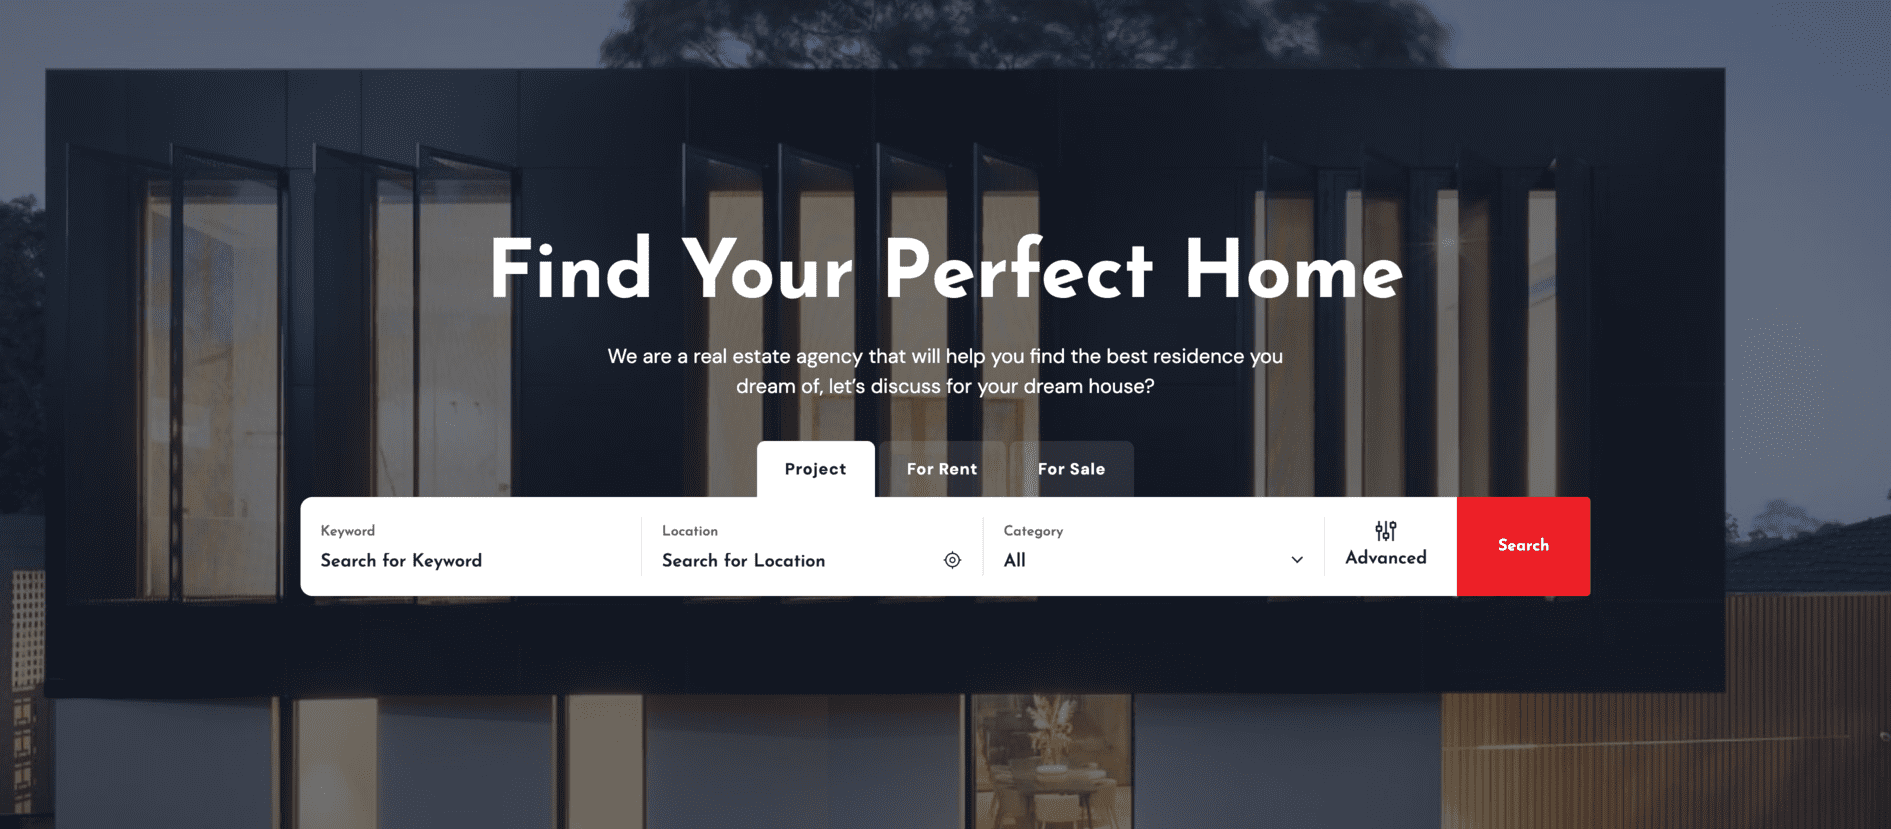 Find Your Perfect Home
We are a real estate agency that will help you find the best residence you
dream of, let's discuss for your dream house?
Project
For Rent
For Sale
Keyword
Search for Keyword
Location
Search for Location
Category
All
Advanced
Search